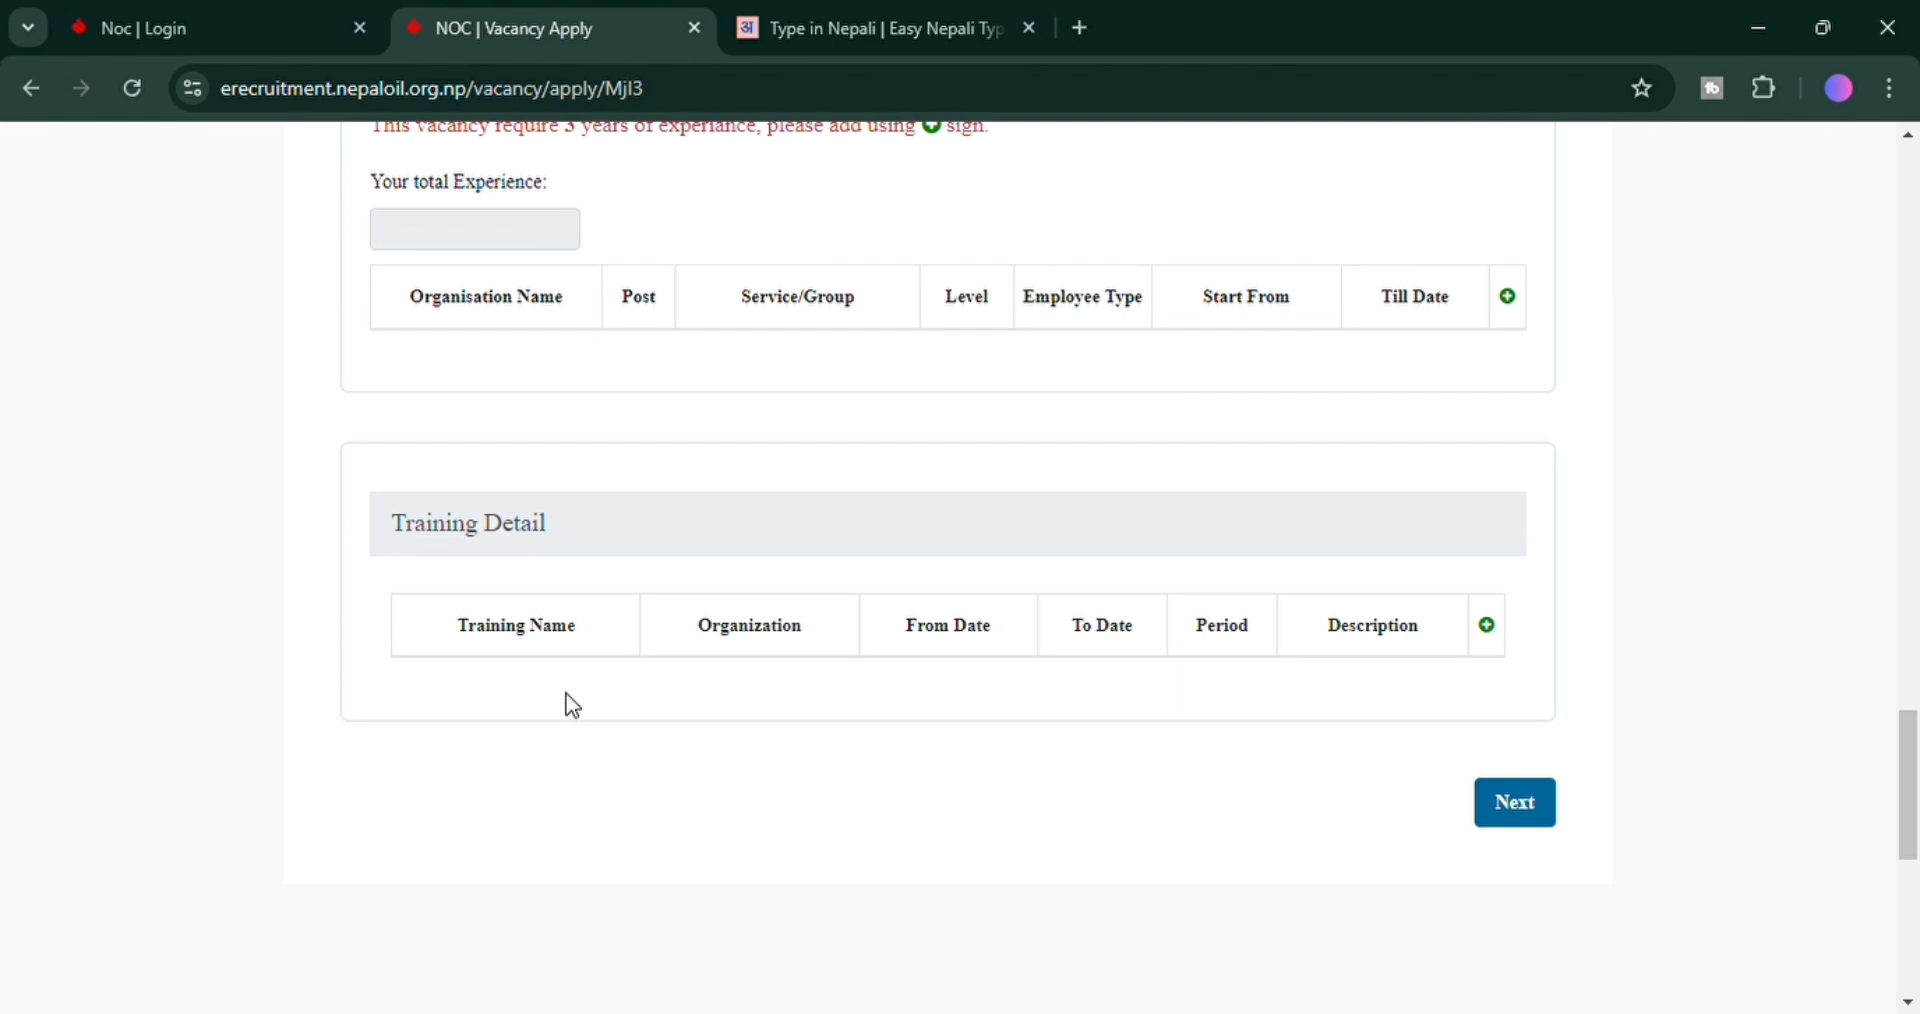 Noc | Login
NOC | Vacancy Apply
अ Type in Nepali | Easy Nepali Typ
erecruitment.nepaloil.org.np/vacancy/apply/MjI3
This vacancy require 3 years of experiance, please add using sign.
Your total Experience:
Organisation Name Post Service/Group Level Employee Type Start From Till Date
Training Detail
Training Name Organization From Date To Date Period Description
Next